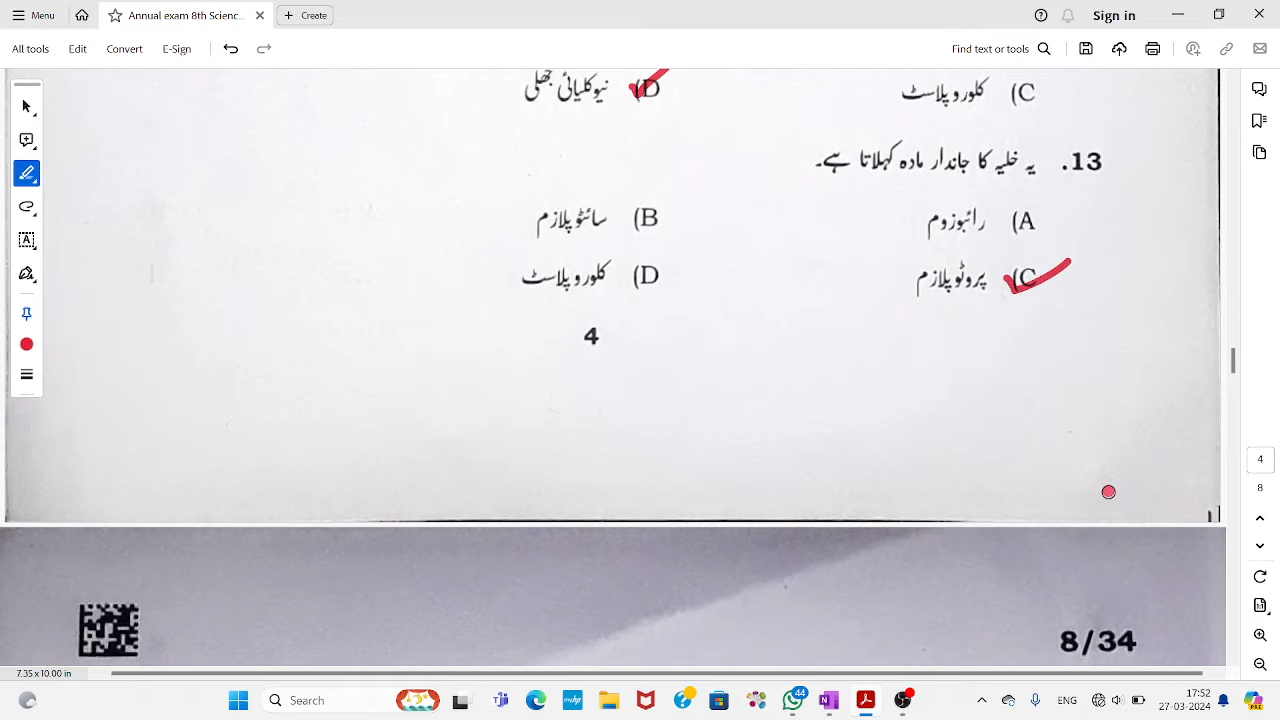 Menu
Annual exam 8th Scienc...
Create
Sign in
All tools
Edit
Convert
E-Sign
Find text or tools
C) کلوروپلاسٹ
D) نیوکلیائی جھلی
13. یہ خلیہ کا جاندار مادہ کہلاتا ہے۔
A) رائبوزوم
B) سائٹوپلازم
C) پروٹوپلازم
D) کلوروپلاسٹ
4
4
8
8/34
7.35 x 10.00 in
Search
44
ENG
17:52
27-03-2024